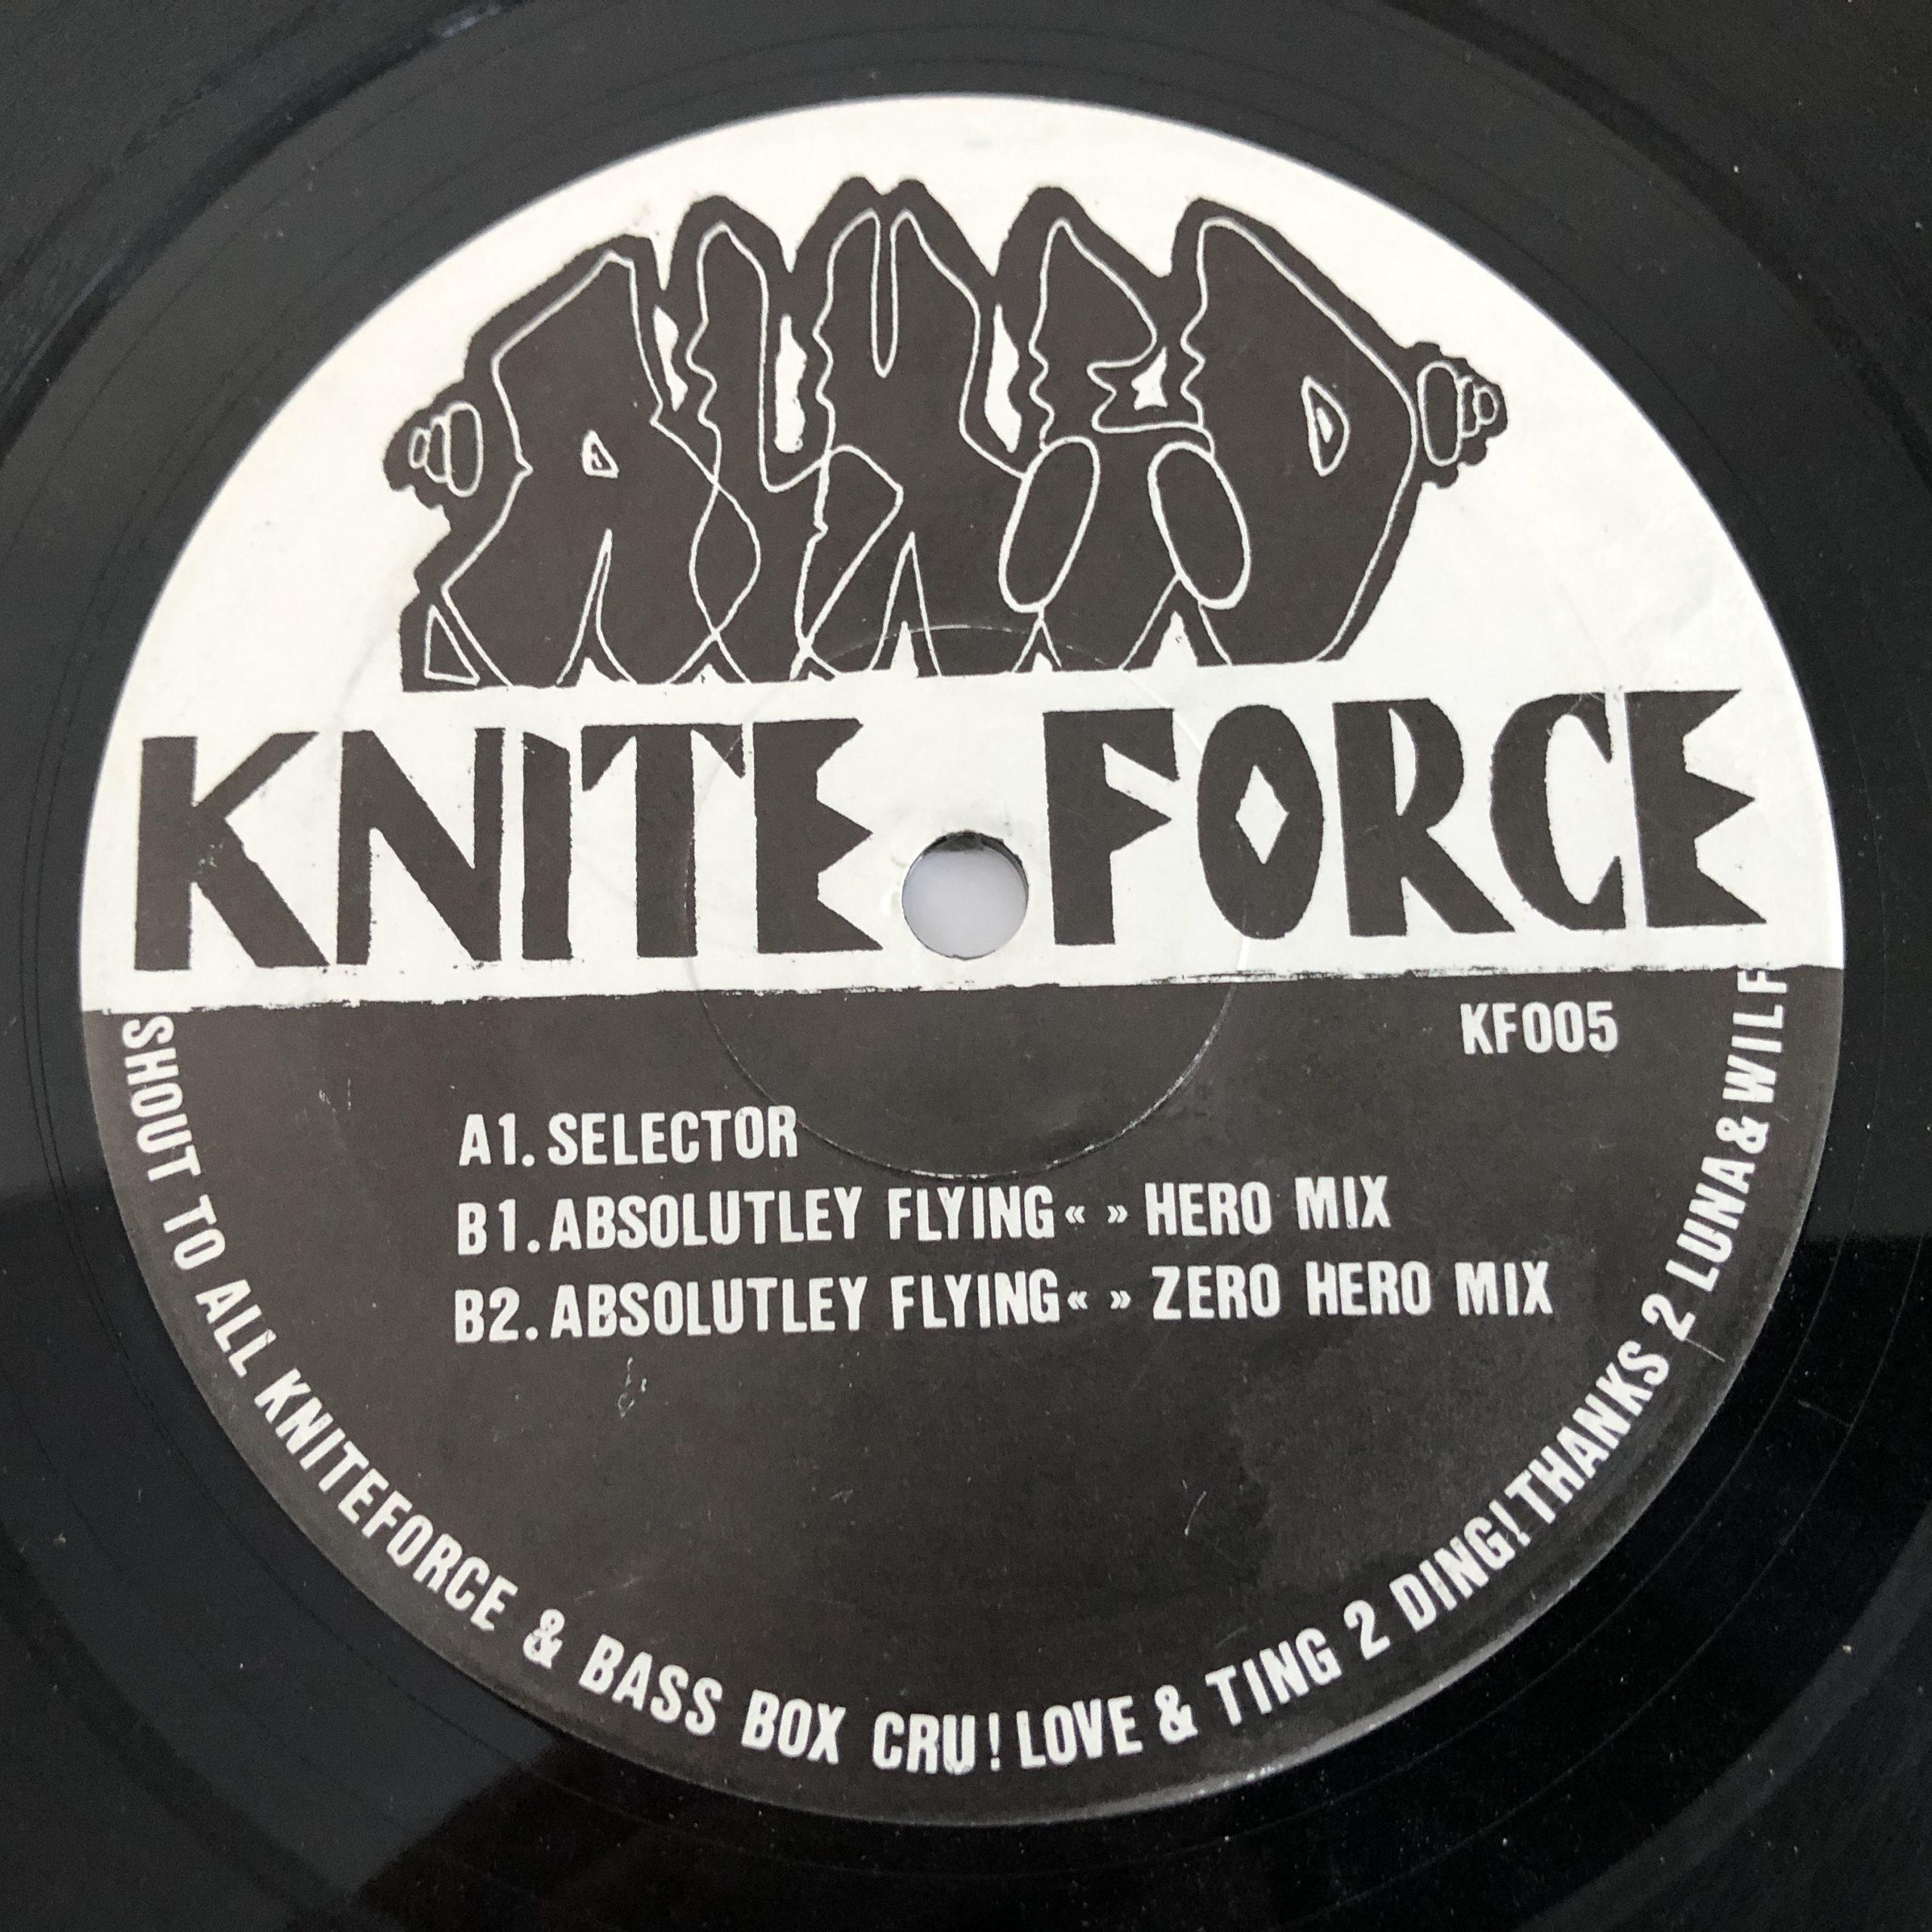 ALK-E-D
KNITE FORCE
KF005
A1. SELECTOR
B1. ABSOLUTLEY FLYING « » HERO MIX
B2. ABSOLUTLEY FLYING « » ZERO HERO MIX
SHOUT TO ALL KNITEFORCE & BASS BOX CRU! LOVE & TING 2 DING! THANKS 2 LUNA & WILF